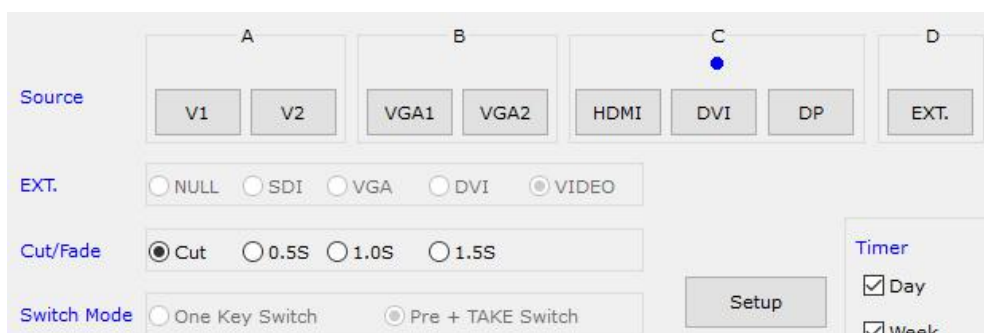 A B C D
Source V1 V2 VGA1 VGA2 HDMI DVI DP EXT.
EXT. NULL SDI VGA DVI VIDEO
Cut/Fade Cut 0.5S 1.0S 1.5S
Timer
Setup Day
Switch Mode One Key Switch Pre + TAKE Switch
Week